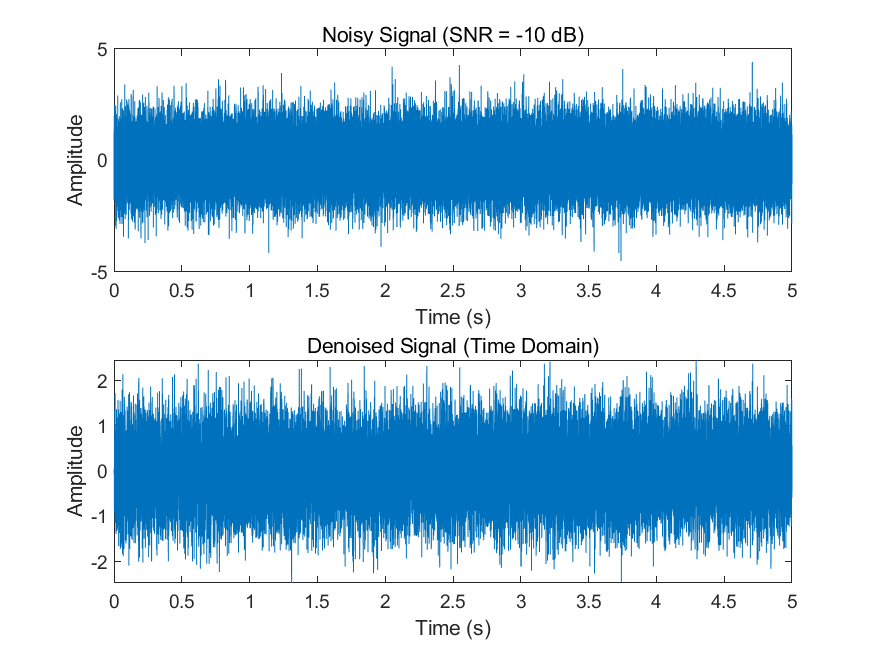 Noisy Signal (SNR = -10 dB)
5
0
-5
Amplitude
0 0.5 1 1.5 2 2.5 3 3.5 4 4.5 5
Time (s)
Denoised Signal (Time Domain)
2
1
0
-1
-2
Amplitude
0 0.5 1 1.5 2 2.5 3 3.5 4 4.5 5
Time (s)